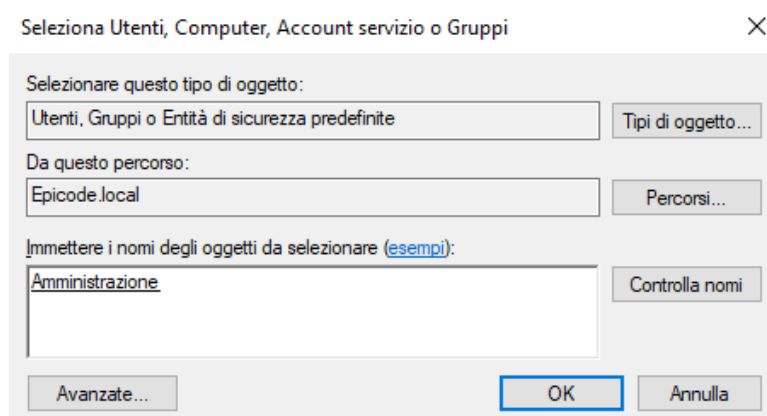 Seleziona Utenti, Computer, Account servizio o Gruppi
Selezionare questo tipo di oggetto:
Utenti, Gruppi o Entità di sicurezza predefinite
Tipi di oggetto...
Da questo percorso:
Epicode.local
Percorsi...
Immettere i nomi degli oggetti da selezionare (esempi):
Amministrazione
Controlla nomi
Avanzate...
OK
Annulla